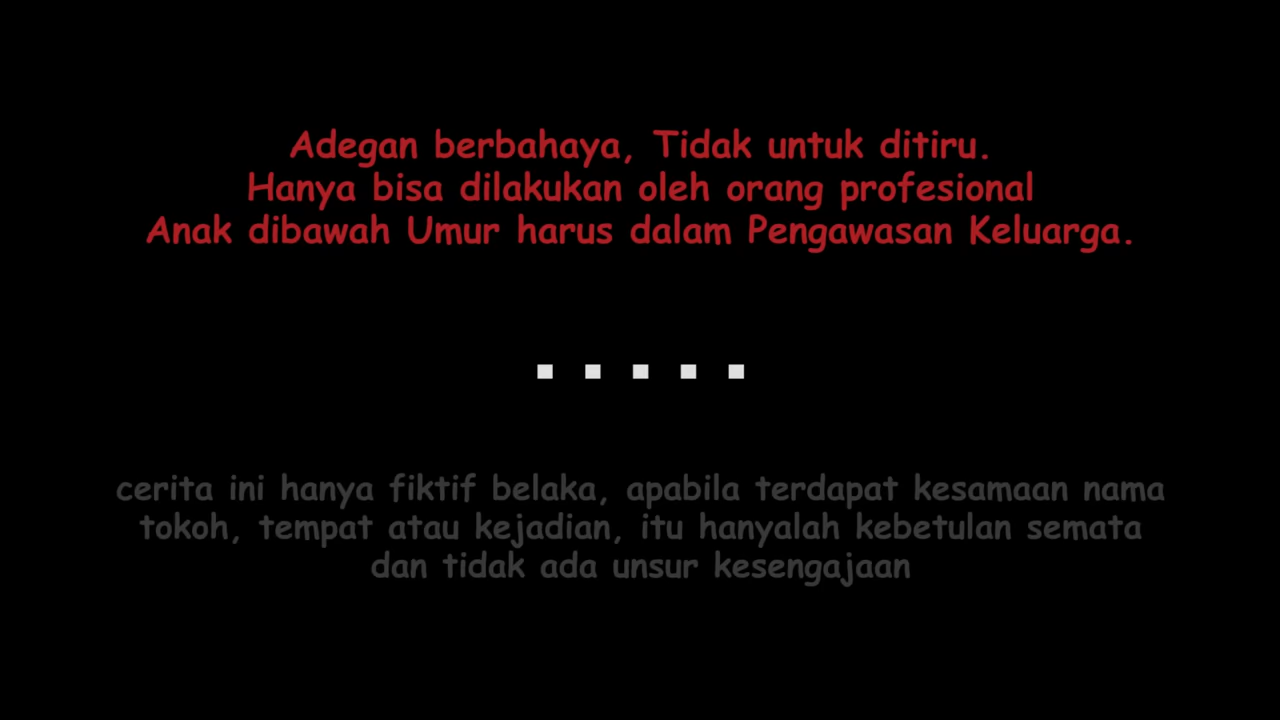 Adegan berbahaya, Tidak untuk ditiru.
Hanya bisa dilakukan oleh orang profesional
Anak dibawah Umur harus dalam Pengawasan Keluarga.
. . . . .
cerita ini hanya fiktif belaka, apabila terdapat kesamaan nama
tokoh, tempat atau kejadian, itu hanyalah kebetulan semata
dan tidak ada unsur kesengajaan